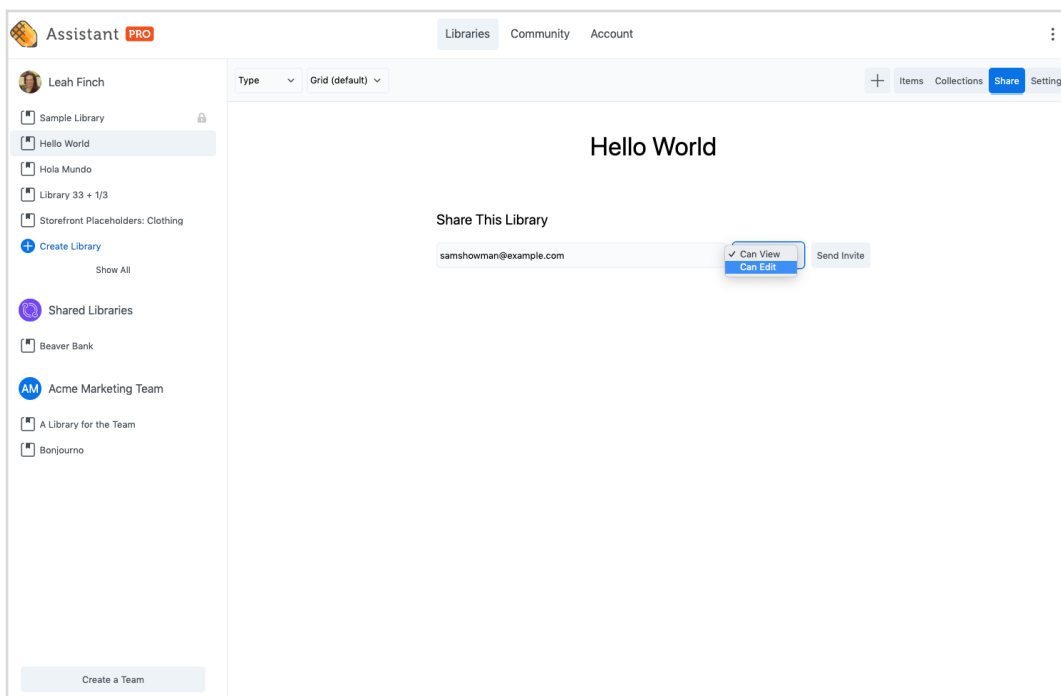 Assistant PRO
Libraries Community Account
Leah Finch
Type Grid (default) Items Collections Share Setting
Sample Library
Hello World
Hola Mundo
Library 33 + 1/3
Storefront Placeholders: Clothing
Create Library
Show All
Shared Libraries
Beaver Bank
AM Acme Marketing Team
A Library for the Team
Bonjourno
Create a Team
Hello World
Share This Library
samshowman@example.com
Can View
Can Edit
Send Invite